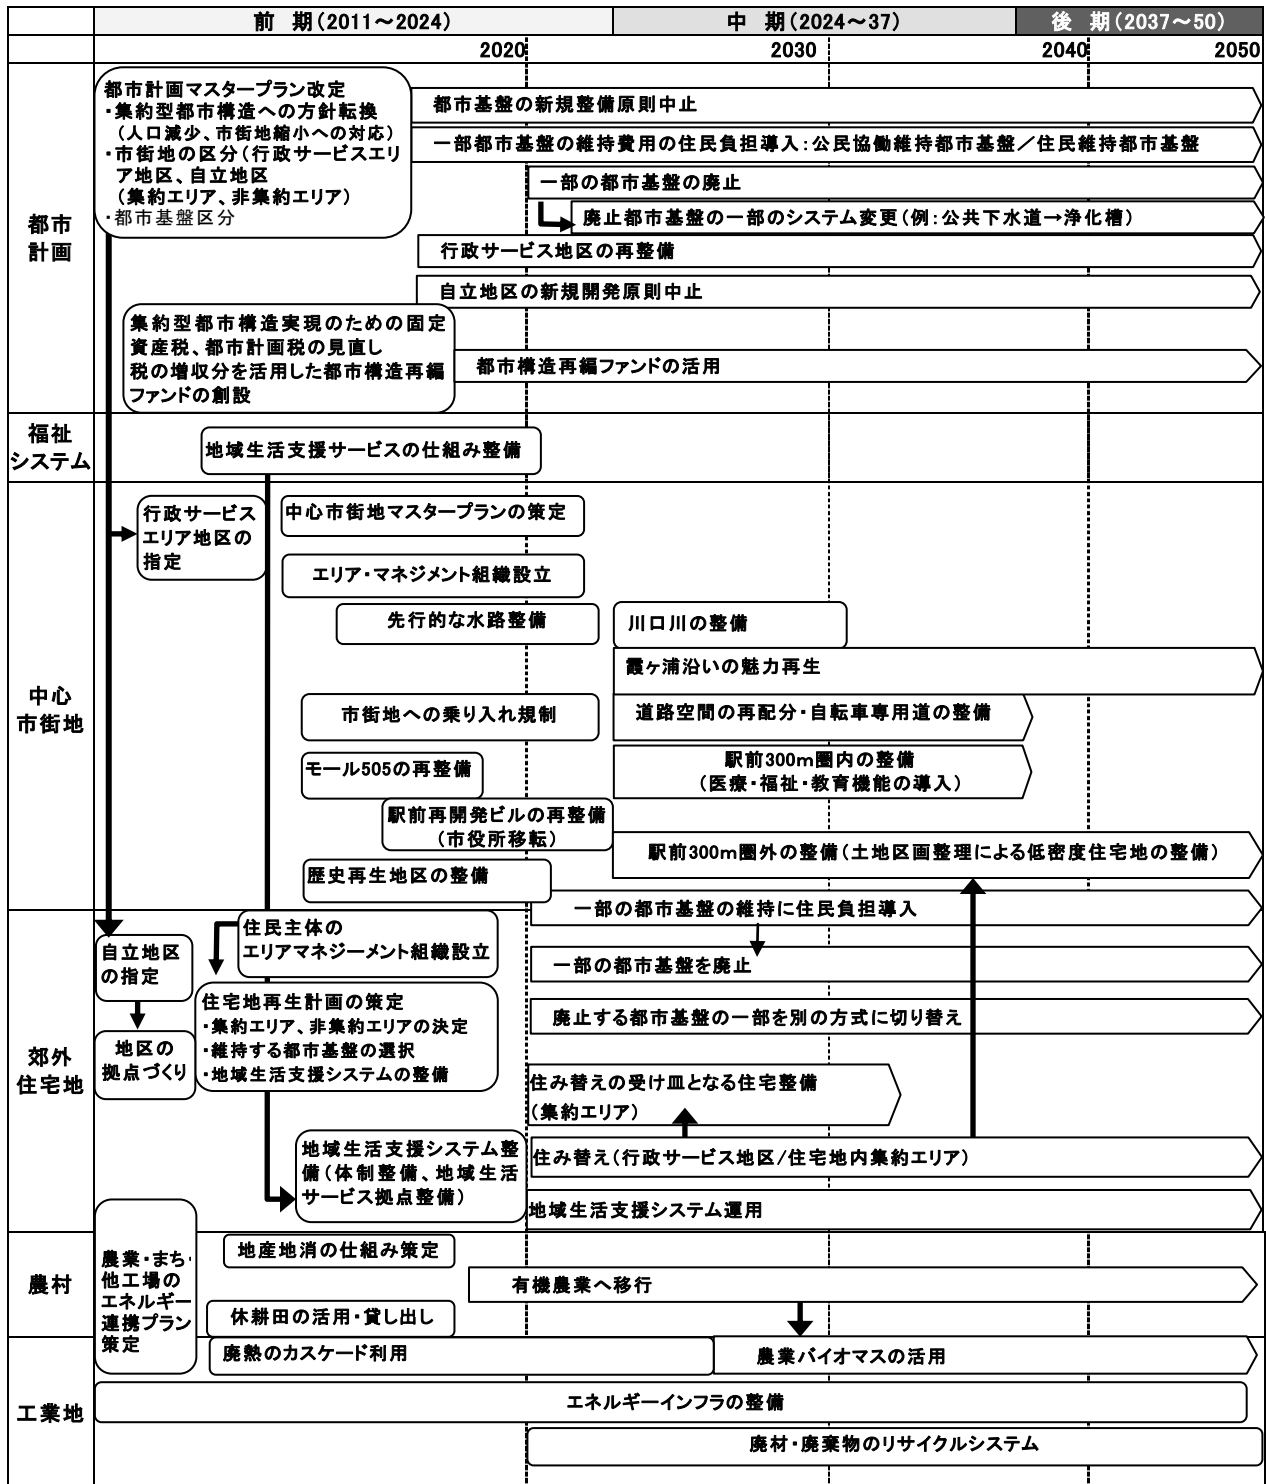 前　期（2011～2024）
中　期（2024～37）
後　期（2037～50）
2020
2030
2040
2050
都市
計画
都市計画マスタープラン改定
・集約型都市構造への方針転換
（人口減少、市街地縮小への対応）
・市街地の区分（行政サービスエリ
ア地区、自立地区
（集約エリア、非集約エリア）
・都市基盤区分
都市基盤の新規整備原則中止
一部都市基盤の維持費用の住民負担導入：公民協働維持都市基盤／住民維持都市基盤
一部の都市基盤の廃止
廃止都市基盤の一部のシステム変更（例：公共下水道→浄化槽）
行政サービス地区の再整備
自立地区の新規開発原則中止
集約型都市構造実現のための固定
資産税、都市計画税の見直し
税の増収分を活用した都市構造再編
ファンドの創設
都市構造再編ファンドの活用
福祉
システム
地域生活支援サービスの仕組み整備
中心
市街地
行政サービス
エリア地区の
指定
中心市街地マスタープランの策定
エリア・マネジメント組織設立
先行的な水路整備
川口川の整備
霞ヶ浦沿いの魅力再生
市街地への乗り入れ規制
道路空間の再配分・自転車専用道の整備
モール505の再整備
駅前300m圏内の整備
（医療・福祉・教育機能の導入）
駅前再開発ビルの再整備
（市役所移転）
駅前300m圏外の整備（土地区画整理による低密度住宅地の整備）
歴史再生地区の整備
一部の都市基盤の維持に住民負担導入
郊外
住宅地
自立地区
の指定
住民主体の
エリアマネジーメント組織設立
一部の都市基盤を廃止
住宅地再生計画の策定
・集約エリア、非集約エリアの決定
・維持する都市基盤の選択
・地域生活支援システムの整備
廃止する都市基盤の一部を別の方式に切り替え
地区の
拠点づくり
住み替えの受け皿となる住宅整備
（集約エリア）
地域生活支援システム整
備（体制整備、地域生活
サービス拠点整備）
住み替え（行政サービス地区/住宅地内集約エリア）
地域生活支援システム運用
農村
農業・まち・
他工場の
エネルギー
連携プラン
策定
地産地消の仕組み策定
有機農業へ移行
休耕田の活用・貸し出し
工業地
廃熱のカスケード利用
農業バイオマスの活用
エネルギーインフラの整備
廃材・廃棄物のリサイクルシステム